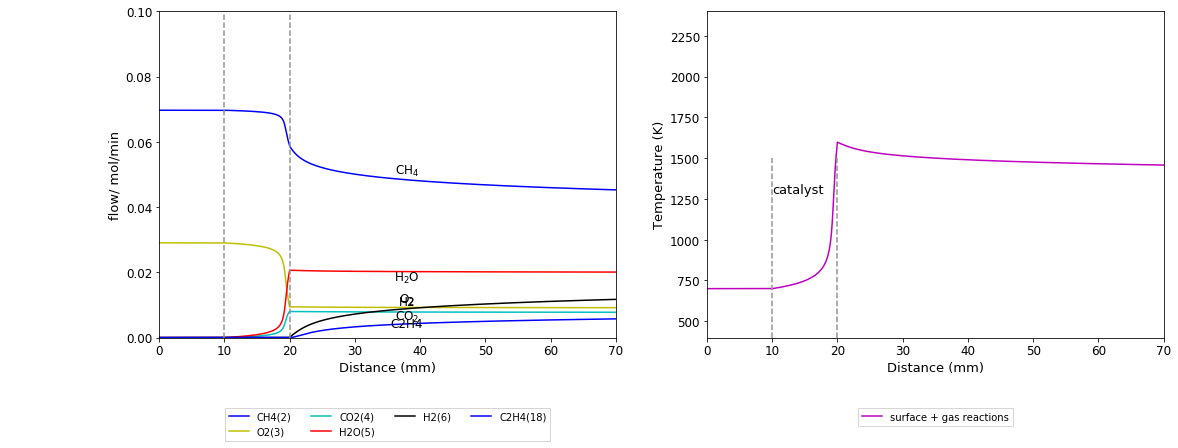 0.10
0.08
0.06
0.04
0.02
0.00
flow/ mol/min
CH₄
H₂O
O₂
H2
CO₂
C2H4
0 10 20 30 40 50 60 70
Distance (mm)
CH4(2) CO2(4) H2(6) C2H4(18)
O2(3) H2O(5)
2250
2000
1750
1500
1250
1000
750
500
Temperature (K)
catalyst
0 10 20 30 40 50 60 70
Distance (mm)
surface + gas reactions